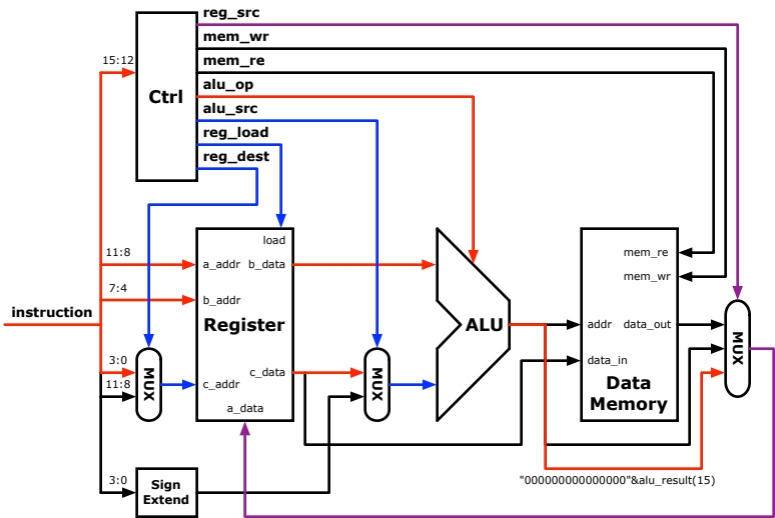 reg_src
mem_wr
15:12
mem_re
Ctrl
alu_op
alu_src
reg_load
reg_dest
load
11:8
a_addr
b_data
mem_re
mem_wr
7:4
b_addr
instruction
Register
ALU
addr
data_out
3:0
MUX
c_data
MUX
data_in
MUX
11:8
c_addr
Data
Memory
a_data
3:0
Sign
Extend
"000000000000000"&alu_result(15)